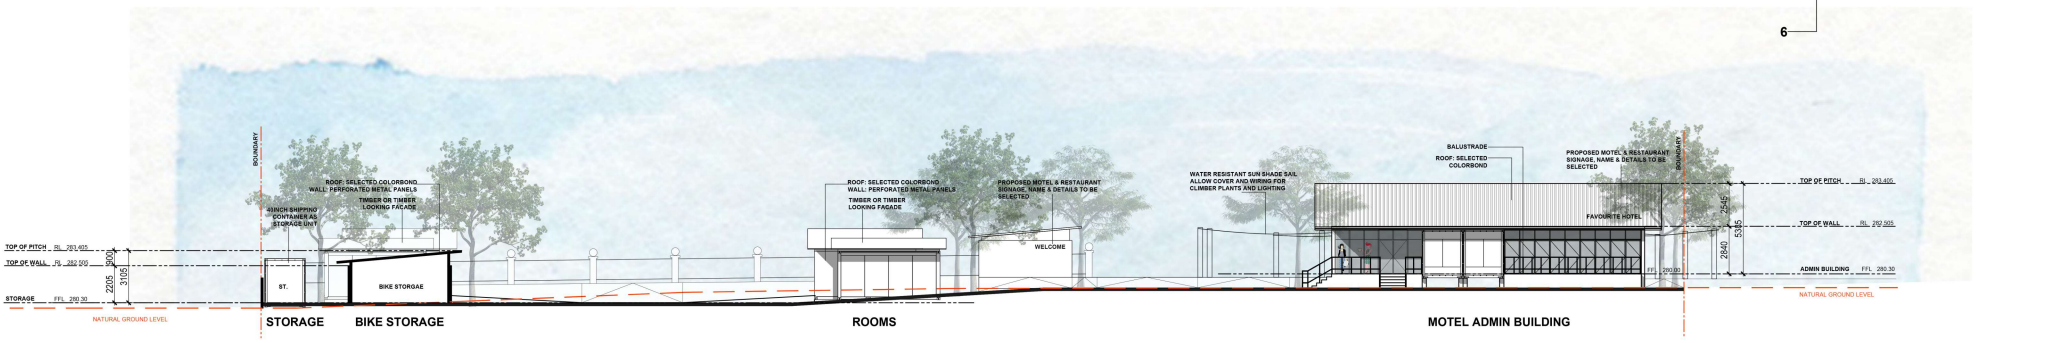 6
BOUNDARY
ROOF: SELECTED COLORBOND
WALL: PERFORATED METAL PANELS
TIMBER OR TIMBER
LOOKING FACADE
40INCH SHIPPING
CONTAINER AS
STORAGE UNIT
ROOF: SELECTED COLORBOND
WALL: PERFORATED METAL PANELS
TIMBER OR TIMBER
LOOKING FACADE
PROPOSED MOTEL & RESTAURANT
SIGNAGE, NAME & DETAILS TO BE
SELECTED
WATER RESISTANT SUN SHADE SAIL
ALLOW COVER AND WIRING FOR
CLIMBER PLANTS AND LIGHTING
BALUSTRADE
ROOF: SELECTED
COLORBOND
PROPOSED MOTEL & RESTAURANT
SIGNAGE, NAME & DETAILS TO BE
SELECTED
BOUNDARY
TOP OF PITCH RL 283.405
TOP OF WALL RL 282.505
STORAGE FFL 280.30
900
2205
3105
NATURAL GROUND LEVEL
ST.
BIKE STORGAE
WELCOME
FAVOURITE HOTEL
FFL 280.00
2545
2840
5385
TOP OF PITCH RL 283.405
TOP OF WALL RL 282.505
ADMIN BUILDING FFL 280.30
NATURAL GROUND LEVEL
STORAGE
BIKE STORAGE
ROOMS
MOTEL ADMIN BUILDING